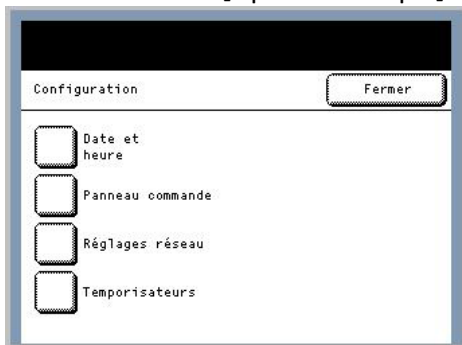 Configuration
Fermer
Date et
heure
Panneau commande
Réglages réseau
Temporisateurs